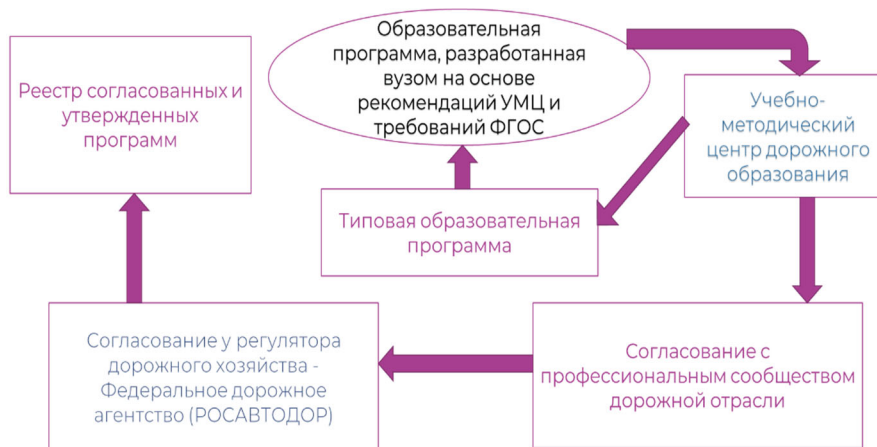 Образовательная
программа, разработанная
вузом на основе
рекомендаций УМЦ и
требований ФГОС
Реестр согласованных и
утвержденных
программ
Учебно-
методический
центр дорожного
образования
Типовая образовательная
программа
Согласование у регулятора
дорожного хозяйства -
Федеральное дорожное
агентство (РОСАВТОДОР)
Согласование с
профессиональным сообществом
дорожной отрасли